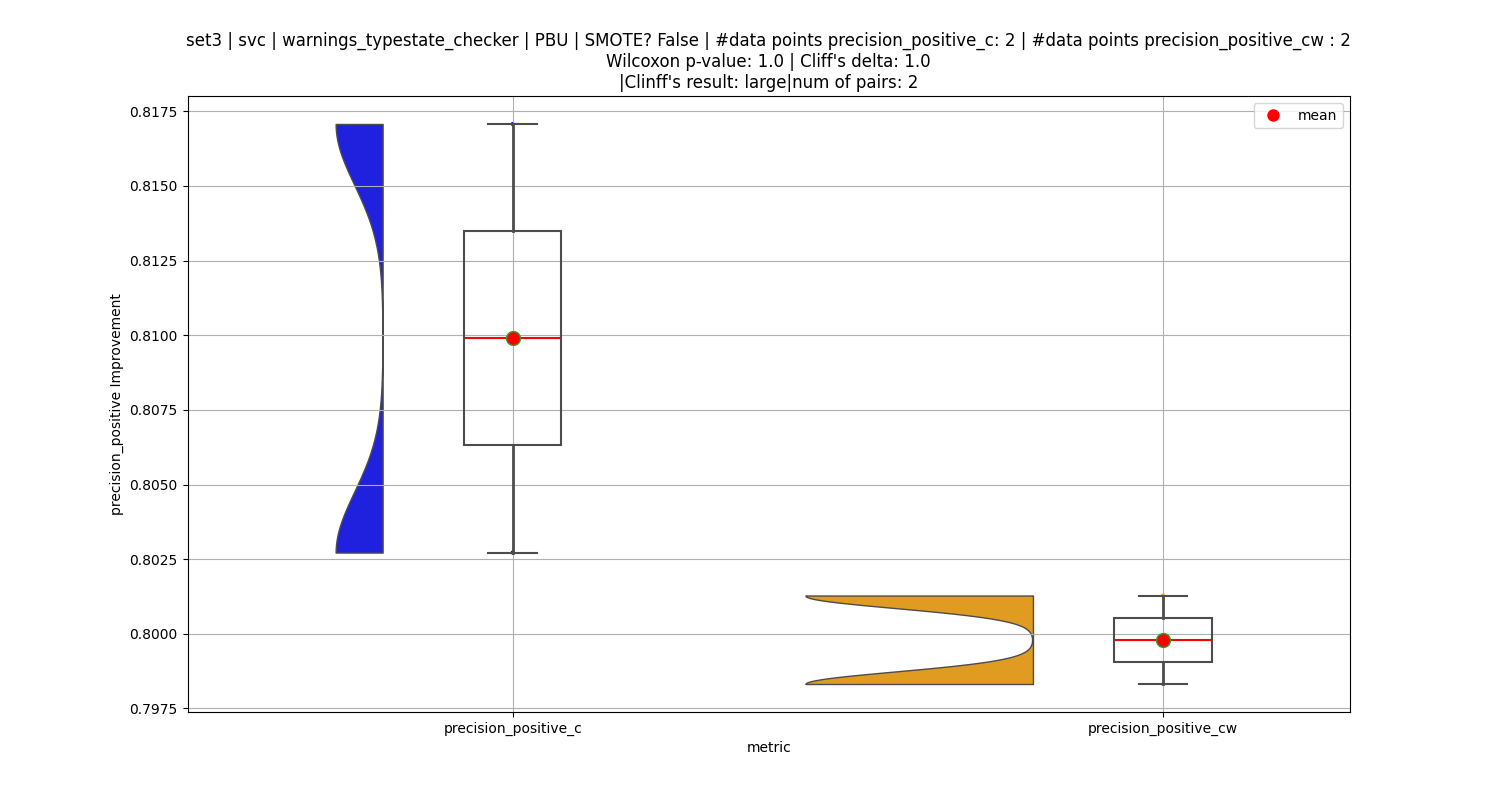 set3 | svc | warnings_typestate_checker | PBU | SMOTE? False | #data points precision_positive_c: 2 | #data points precision_positive_cw : 2
Wilcoxon p-value: 1.0 | Cliff's delta: 1.0
|Clinff's result: large|num of pairs: 2
mean
0.8175
0.8150
0.8125
0.8100
0.8075
0.8050
0.8025
0.8000
0.7975
precision_positive Improvement
precision_positive_c
precision_positive_cw
metric